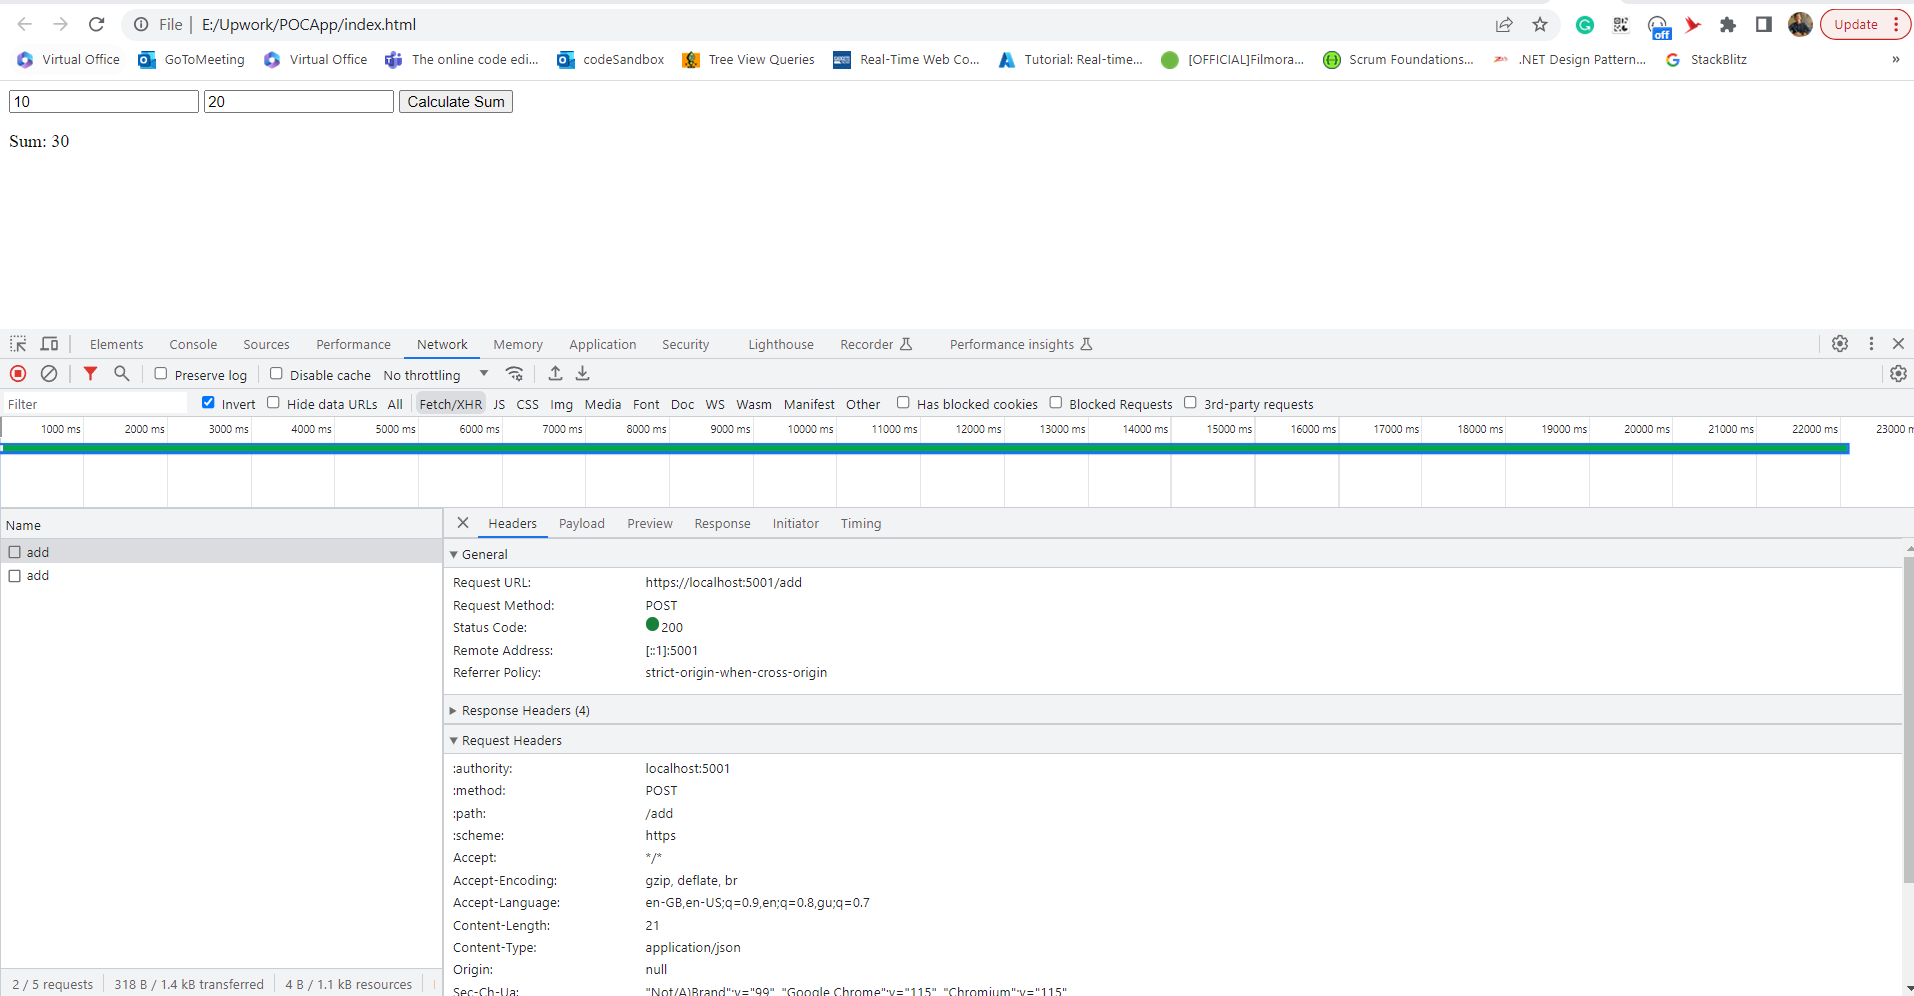 File | E:/Upwork/POCApp/index.html Update
Virtual Office GoToMeeting Virtual Office The online code edi... codeSandbox Tree View Queries Real-Time Web Co... Tutorial: Real-time... [OFFICIAL]Filmora... Scrum Foundations... .NET Design Pattern... StackBlitz »
off
10 20 Calculate Sum
Sum: 30
Elements Console Sources Performance Network Memory Application Security Lighthouse Recorder Performance insights
Preserve log Disable cache No throttling
Filter Invert Hide data URLs All Fetch/XHR JS CSS Img Media Font Doc WS Wasm Manifest Other Has blocked cookies Blocked Requests 3rd-party requests
1000 ms 2000 ms 3000 ms 4000 ms 5000 ms 6000 ms 7000 ms 8000 ms 9000 ms 10000 ms 11000 ms 12000 ms 13000 ms 14000 ms 15000 ms 16000 ms 17000 ms 18000 ms 19000 ms 20000 ms 21000 ms 22000 ms 23000 m
Name
add
add
Headers Payload Preview Response Initiator Timing
General
Request URL: https://localhost:5001/add
Request Method: POST
Status Code: 200
Remote Address: [::1]:5001
Referrer Policy: strict-origin-when-cross-origin
Response Headers (4)
Request Headers
:authority: localhost:5001
:method: POST
:path: /add
:scheme: https
Accept: */*
Accept-Encoding: gzip, deflate, br
Accept-Language: en-GB,en-US;q=0.9,en;q=0.8,gu;q=0.7
Content-Length: 21
Content-Type: application/json
Origin: null
Sec-Ch-Ua: "Not/A)Brand";v="99", "Google Chrome";v="115", "Chromium";v="115"
2 / 5 requests 318 B / 1.4 kB transferred 4 B / 1.1 kB resources